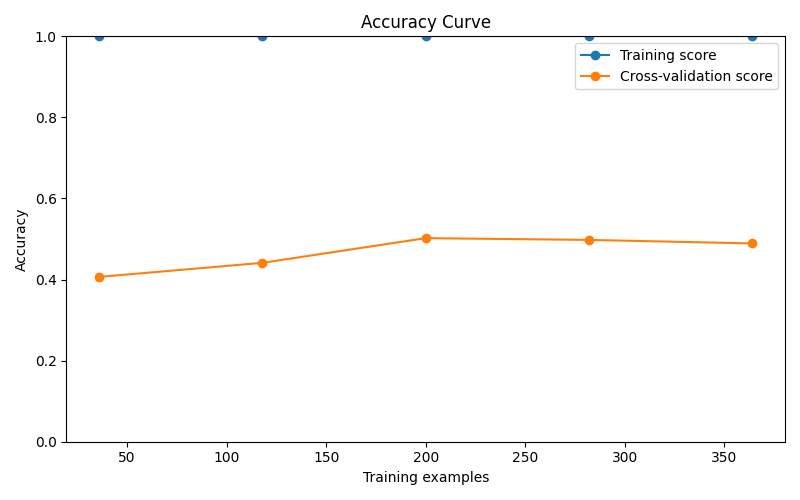 Accuracy Curve
Training score
Cross-validation score
1.0
0.8
0.6
0.4
0.2
0.0
Accuracy
50
100
150
200
250
300
350
Training examples